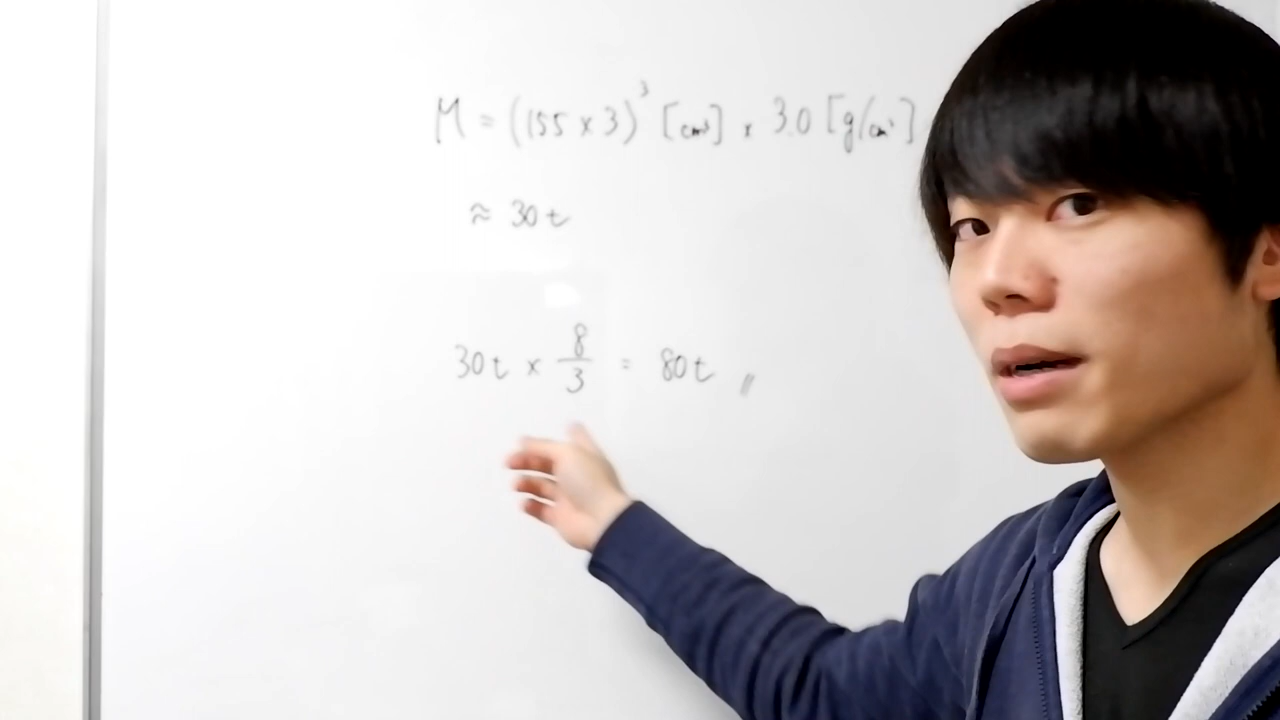 M = (155 × 3)³ [cm³] × 3.0 [g/cm³]
≈ 30t
30t × 8/3 = 80t //